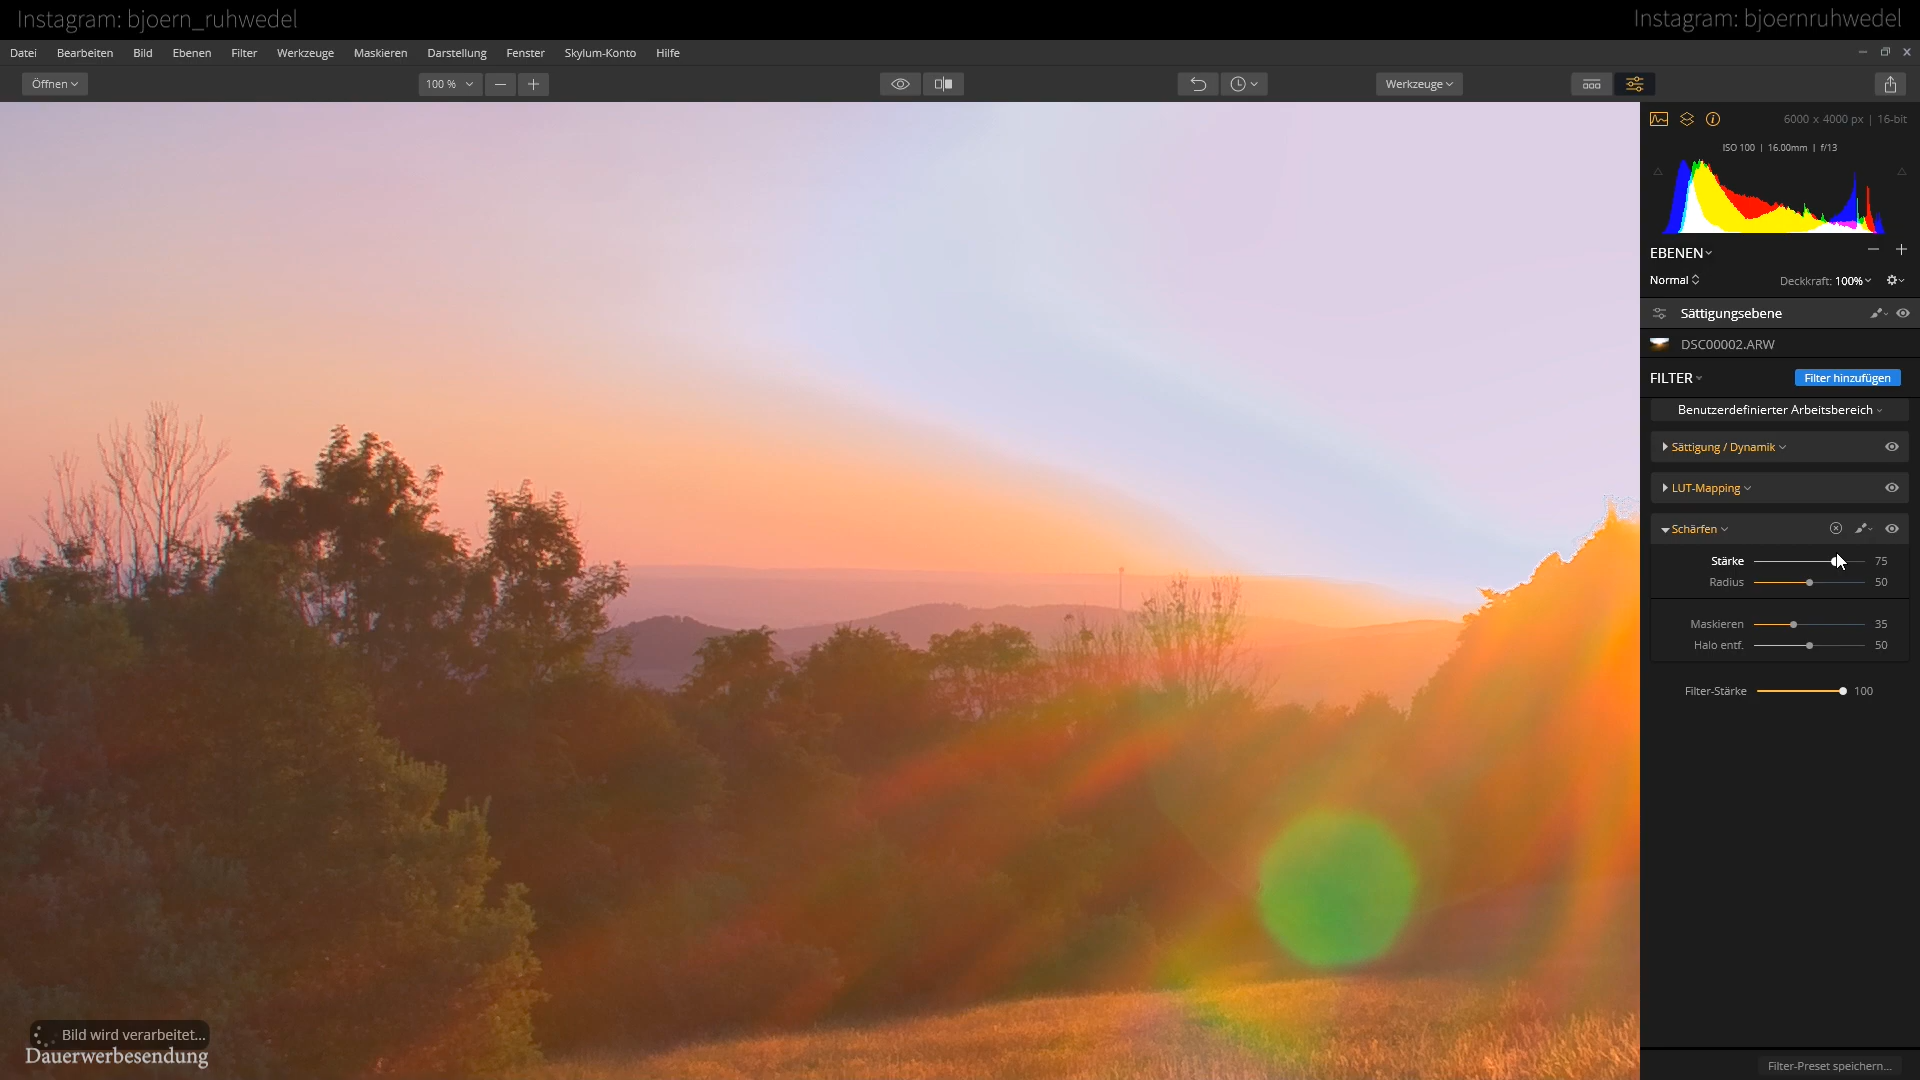 Instagram: bjoern_ruhwedel
Instagram: bjoernruhwedel
Datei Bearbeiten Bild Ebenen Filter Werkzeuge Maskieren Darstellung Fenster Skylum-Konto Hilfe
Öffnen 100 % Werkzeuge
6000 x 4000 px | 16-bit
ISO 100 | 16.00mm | f/13
EBENEN
Normal Deckkraft: 100%
Sättigungsebene
DSC00002.ARW
FILTER Filter hinzufügen
Benutzerdefinierter Arbeitsbereich
Sättigung / Dynamik
LUT-Mapping
Schärfen
Stärke 75
Radius 50
Maskieren 35
Halo entf. 50
Filter-Stärke 100
Bild wird verarbeitet...
Dauerwerbesendung
Filter-Preset speichern...